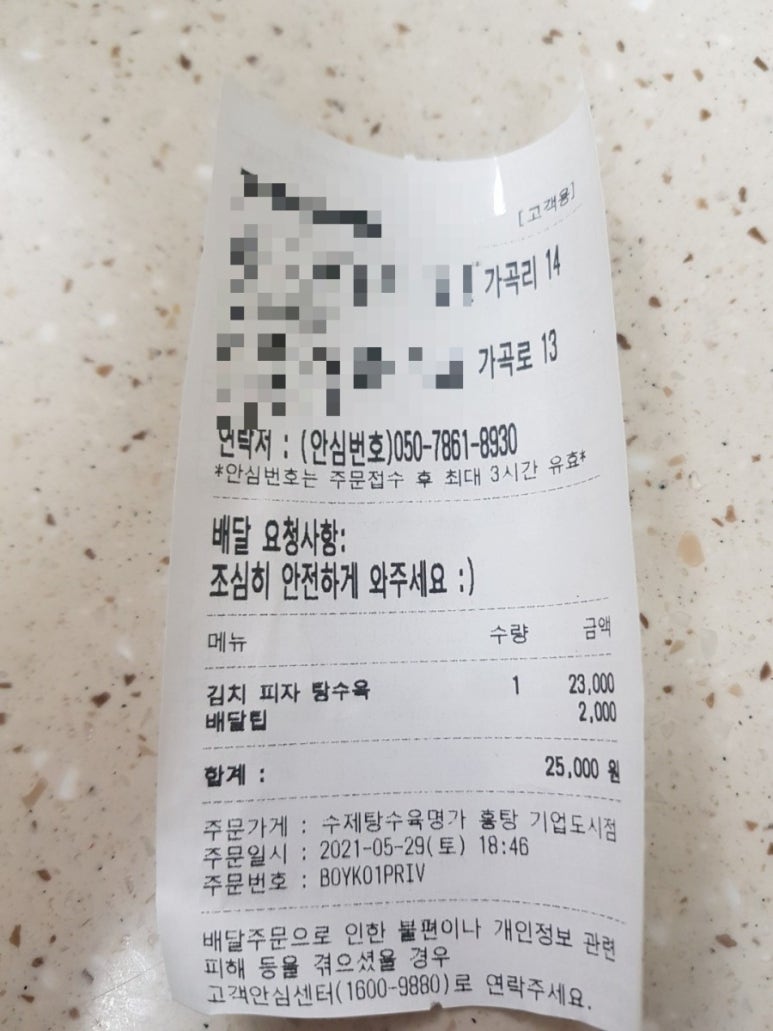 [고객용]
가곡리 14
가곡로 13
연락처 : (안심번호)050-7861-8930
*안심번호는 주문접수 후 최대 3시간 유효*
배달 요청사항:
조심히 안전하게 와주세요 :)
메뉴 수량 금액
김치 피자 탕수육 1 23,000
배달팁 2,000
합계 : 25,000 원
주문가게 : 수제탕수육명가 홍탕 기업도시점
주문일시 : 2021-05-29(토) 18:46
주문번호 : B0YK01PRIV
배달주문으로 인한 불편이나 개인정보 관련
피해 등을 겪으셨을 경우
고객안심센터(1600-9880)로 연락주세요.